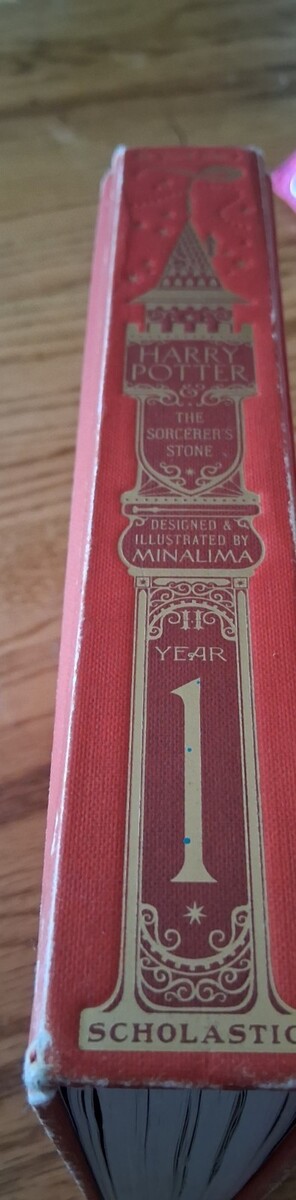 HARRY
POTTER
&
THE
SORCERER'S
STONE
DESIGNED &
ILLUSTRATED BY
MINALIMA
YEAR
1
SCHOLASTIC